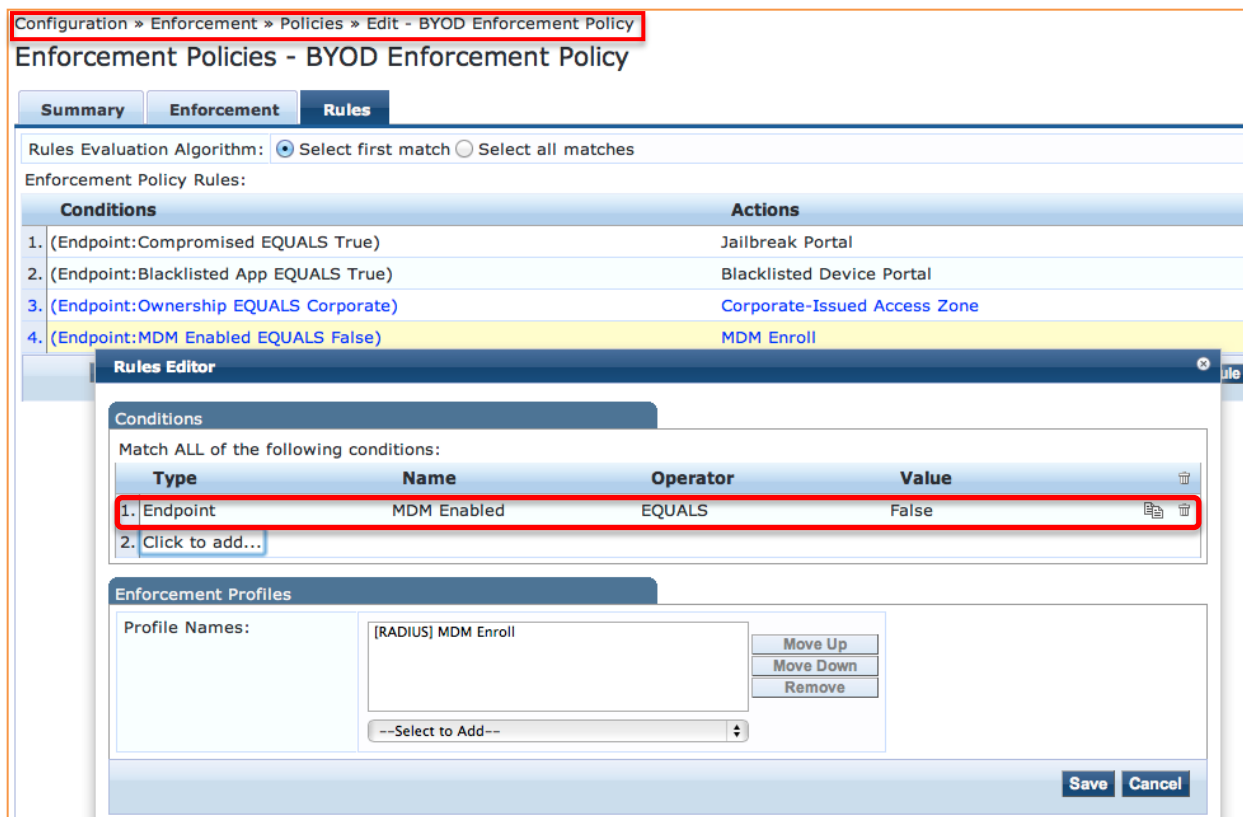 Configuration » Enforcement » Policies » Edit - BYOD Enforcement Policy
Enforcement Policies - BYOD Enforcement Policy
Summary Enforcement Rules
Rules Evaluation Algorithm: Select first match Select all matches
Enforcement Policy Rules:
Conditions Actions
1. (Endpoint:Compromised EQUALS True) Jailbreak Portal
2. (Endpoint:Blacklisted App EQUALS True) Blacklisted Device Portal
3. (Endpoint:Ownership EQUALS Corporate) Corporate-Issued Access Zone
4. (Endpoint:MDM Enabled EQUALS False) MDM Enroll
Rules Editor
ule
Conditions
Match ALL of the following conditions:
Type Name Operator Value
1. Endpoint MDM Enabled EQUALS False
2. Click to add...
Enforcement Profiles
Profile Names: [RADIUS] MDM Enroll
Move Up
Move Down
Remove
--Select to Add--
Save Cancel